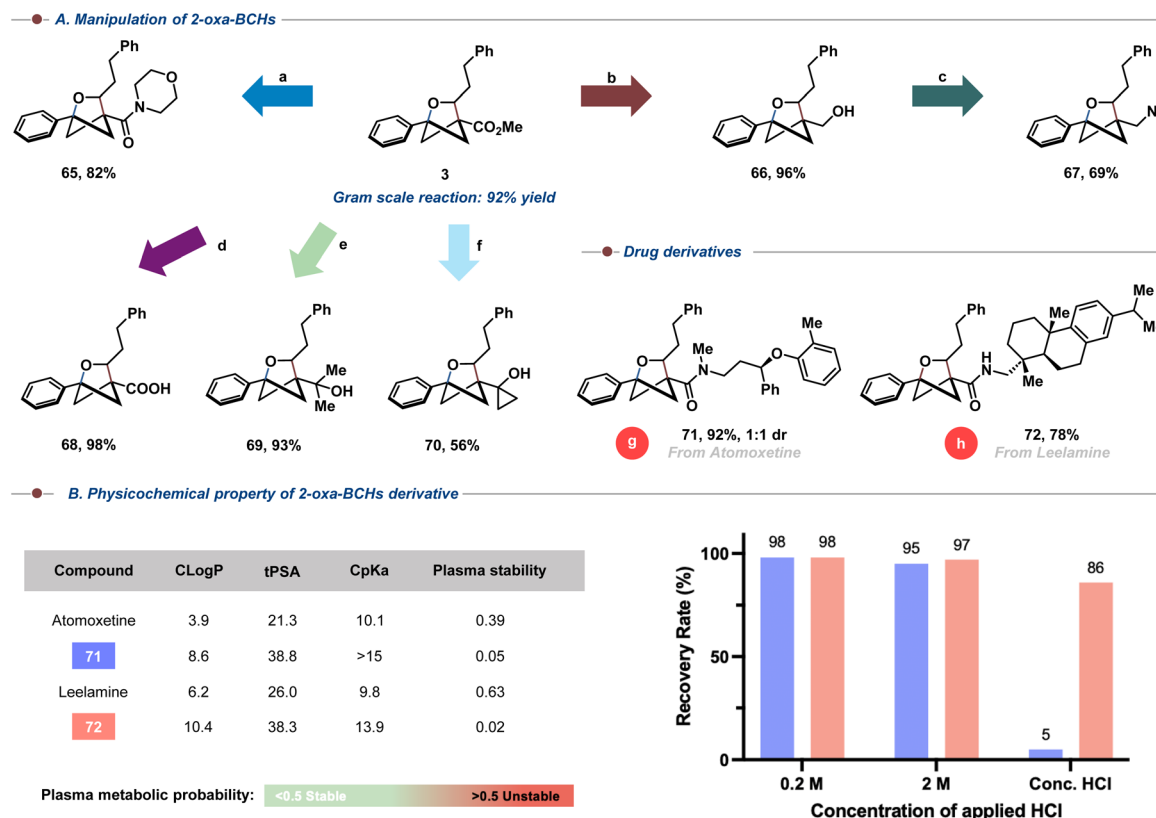 A. Manipulation of 2-oxa-BCHs
Ph
O
N
O
O
65, 82%
a
Ph
O
CO2Me
3
Gram scale reaction: 92% yield
b
Ph
O
OH
66, 96%
c
Ph
O
N
67, 69%
d
e
f
Drug derivatives
Ph
O
COOH
68, 98%
Ph
O
Me
OH
Me
69, 93%
Ph
O
OH
70, 56%
Ph
O
Me
N
O
Ph
O
Me
g
71, 92%, 1:1 dr
From Atomoxetine
Ph
O
H
N
O
Me
Me
Me
Me
h
72, 78%
From Leelamine
B. Physicochemical property of 2-oxa-BCHs derivative
Compound CLogP tPSA CpKa Plasma stability
Atomoxetine 3.9 21.3 10.1 0.39
71 8.6 38.8 >15 0.05
Leelamine 6.2 26.0 9.8 0.63
72 10.4 38.3 13.9 0.02
Plasma metabolic probability: <0.5 Stable >0.5 Unstable
Recovery Rate (%)
100
50
0
98 98
95 97
5 86
0.2 M 2 M Conc. HCl
Concentration of applied HCl